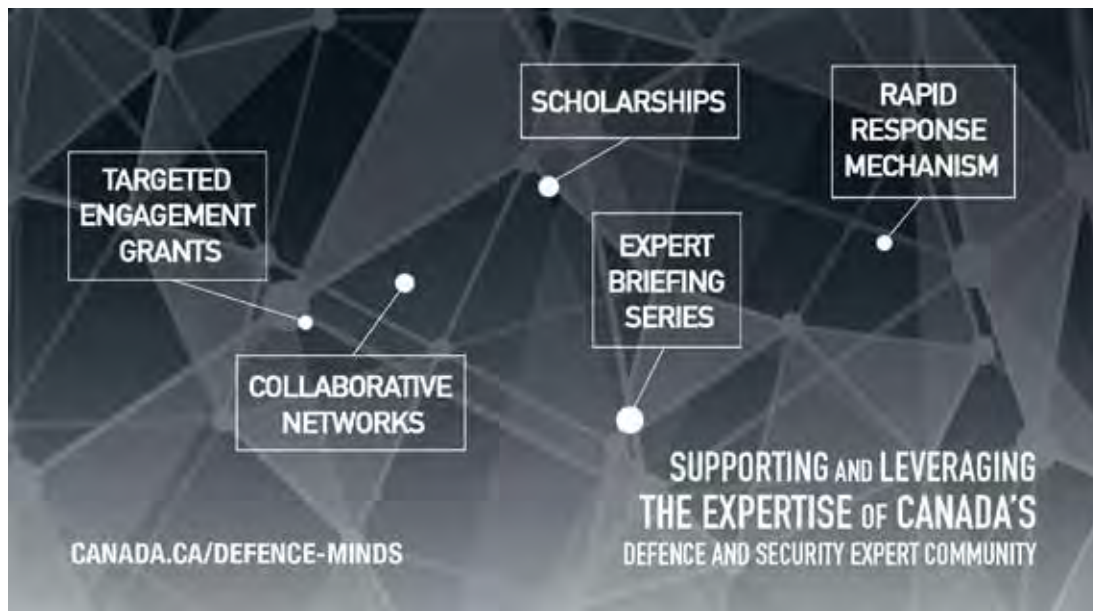 TARGETED
ENGAGEMENT
GRANTS
COLLABORATIVE
NETWORKS
SCHOLARSHIPS
EXPERT
BRIEFING
SERIES
RAPID
RESPONSE
MECHANISM
SUPPORTING AND LEVERAGING
THE EXPERTISE OF CANADA'S
DEFENCE AND SECURITY EXPERT COMMUNITY
CANADA.CA/DEFENCE-MINDS